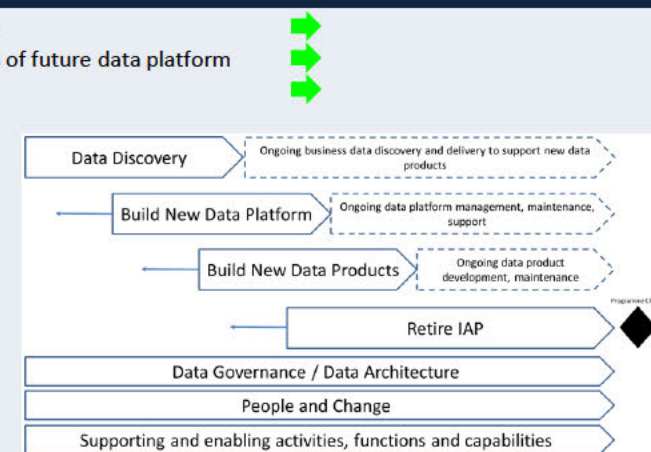 of future data platform
Data Discovery
Ongoing business data discovery and delivery to support new data
products
Build New Data Platform
Ongoing data platform management, maintenance,
support
Build New Data Products
Ongoing data product
development, maintenance
Retire IAP
Data Governance / Data Architecture
People and Change
Supporting and enabling activities, functions and capabilities